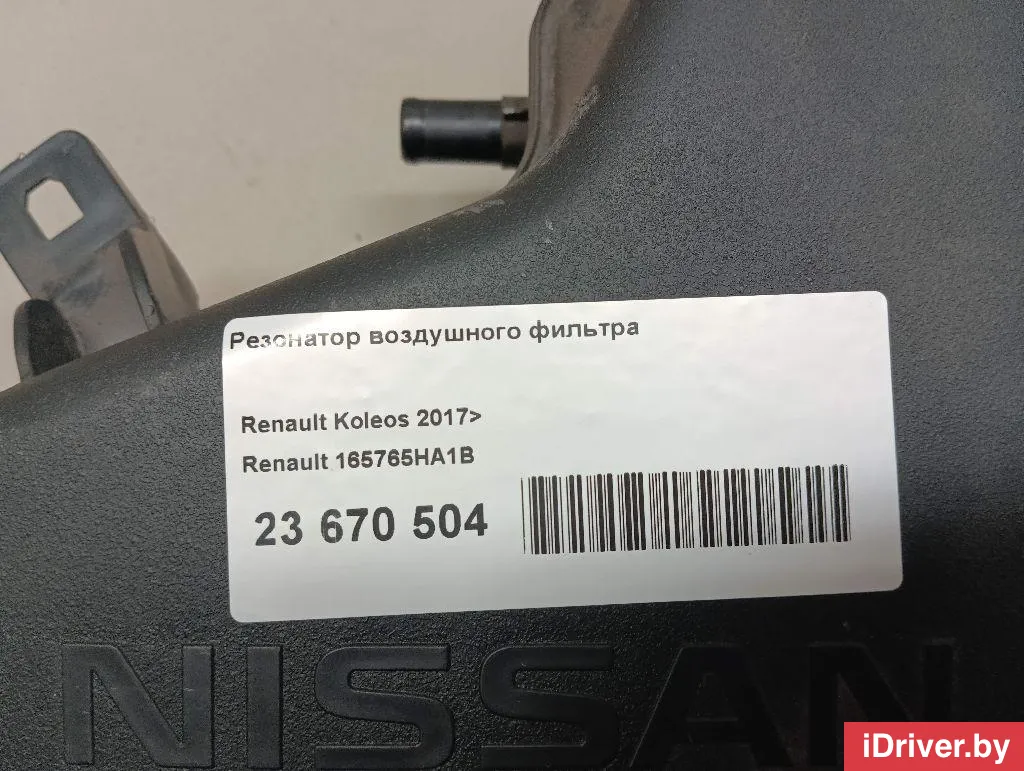 Резонатор воздушного фильтра
Renault Koleos 2017>
Renault 165765HA1B
23 670 504
NISSAN
iDriver.by